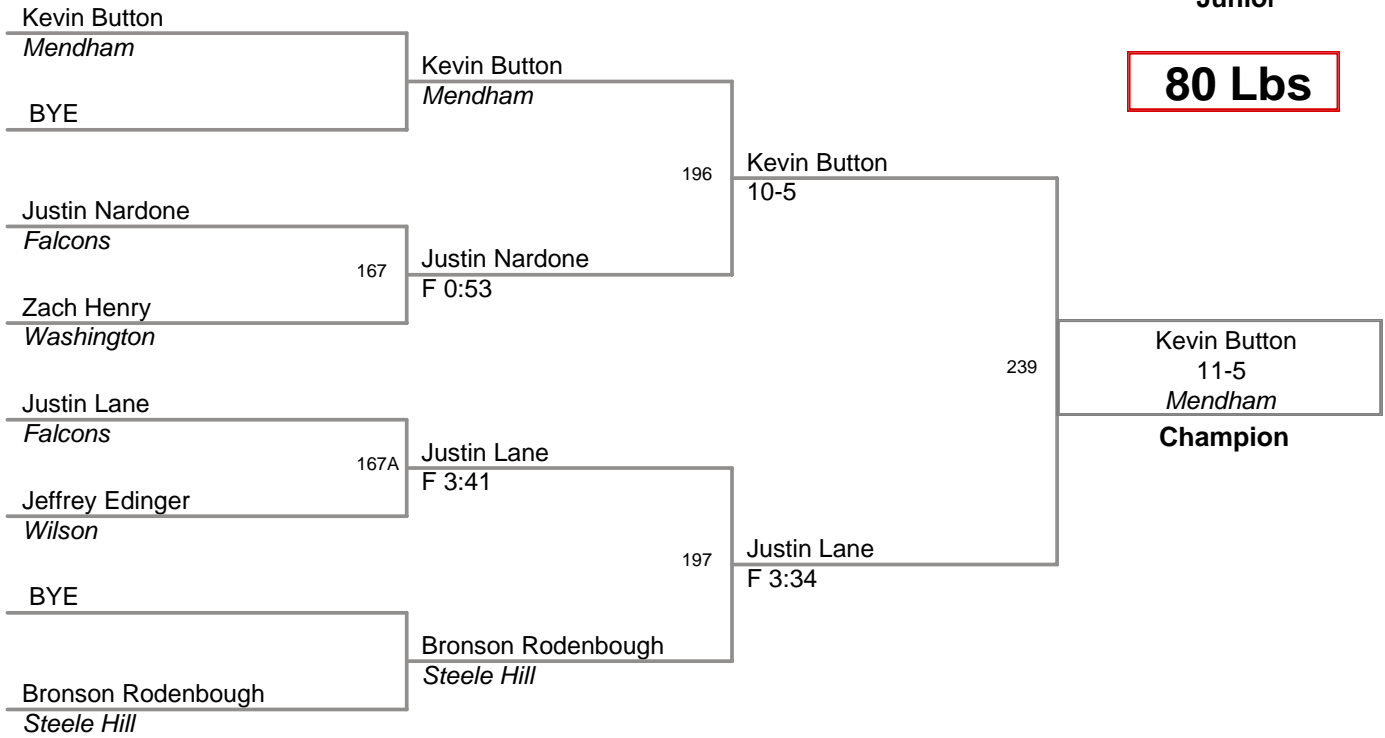 Junior
80 Lbs
Kevin Button
Mendham
BYE
Kevin Button
Mendham
Justin Nardone
Falcons
167
Zach Henry
Washington
Justin Nardone
F 0:53
196
Kevin Button
10-5
Justin Lane
Falcons
167A
Jeffrey Edinger
Wilson
Justin Lane
F 3:41
BYE
Bronson Rodenbough
Steele Hill
Bronson Rodenbough
Steele Hill
197
Justin Lane
F 3:34
239
Kevin Button
11-5
Mendham
Champion